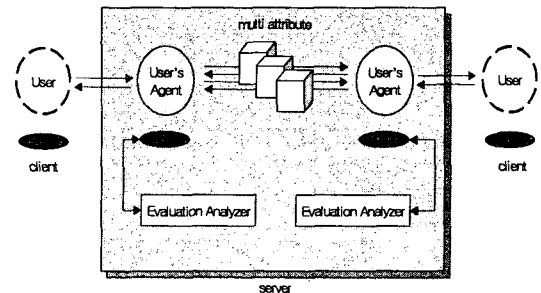 multi attribute
User
User's
Agent
User's
Agent
User
client
client
Evaluation Analyzer
Evaluation Analyzer
server